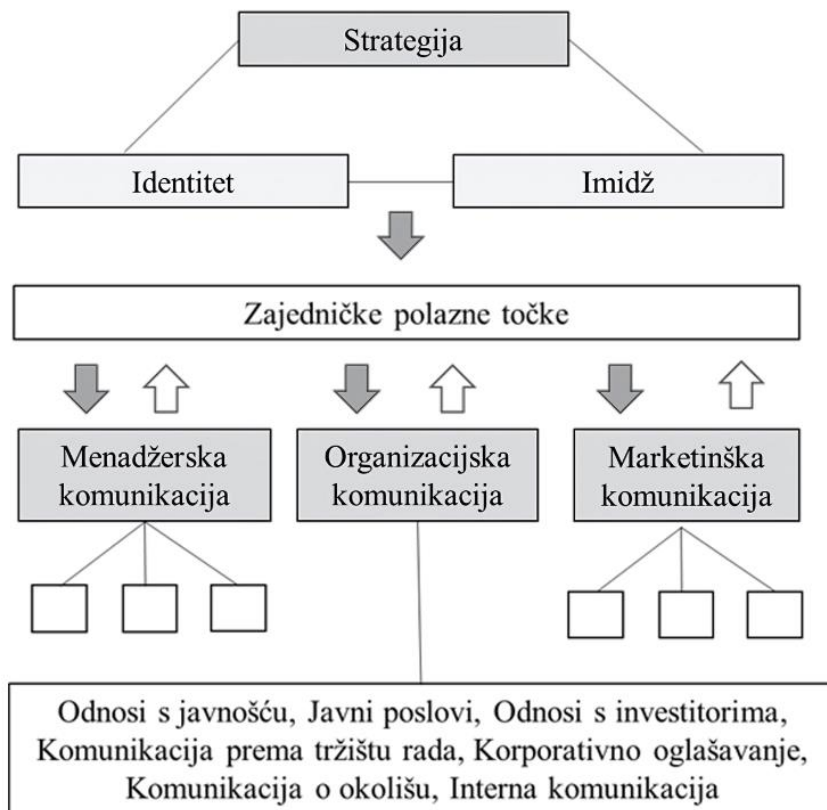 Strategija
Identitet
Imidž
Zajedničke polazne točke
Menadžerska
komunikacija
Organizacijska
komunikacija
Marketinška
komunikacija
Odnosi s javnošću, Javni poslovi, Odnosi s investitorima,
Komunikacija prema tržištu rada, Korporativno oglašavanje,
Komunikacija o okolišu, Interna komunikacija